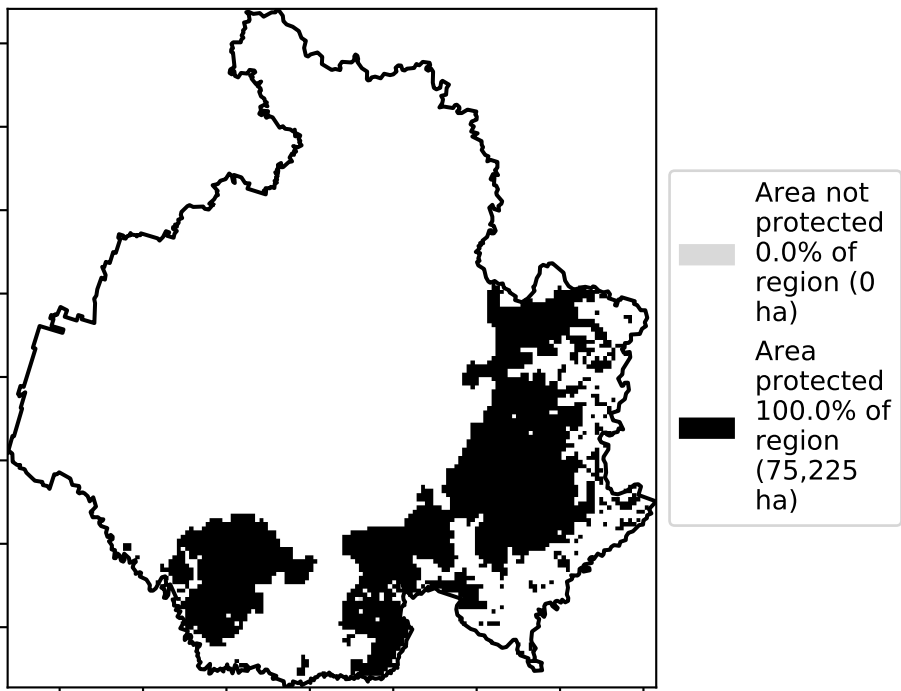 Area not
protected
0.0% of
region (0
ha)
Area
protected
100.0% of
region
(75,225
ha)